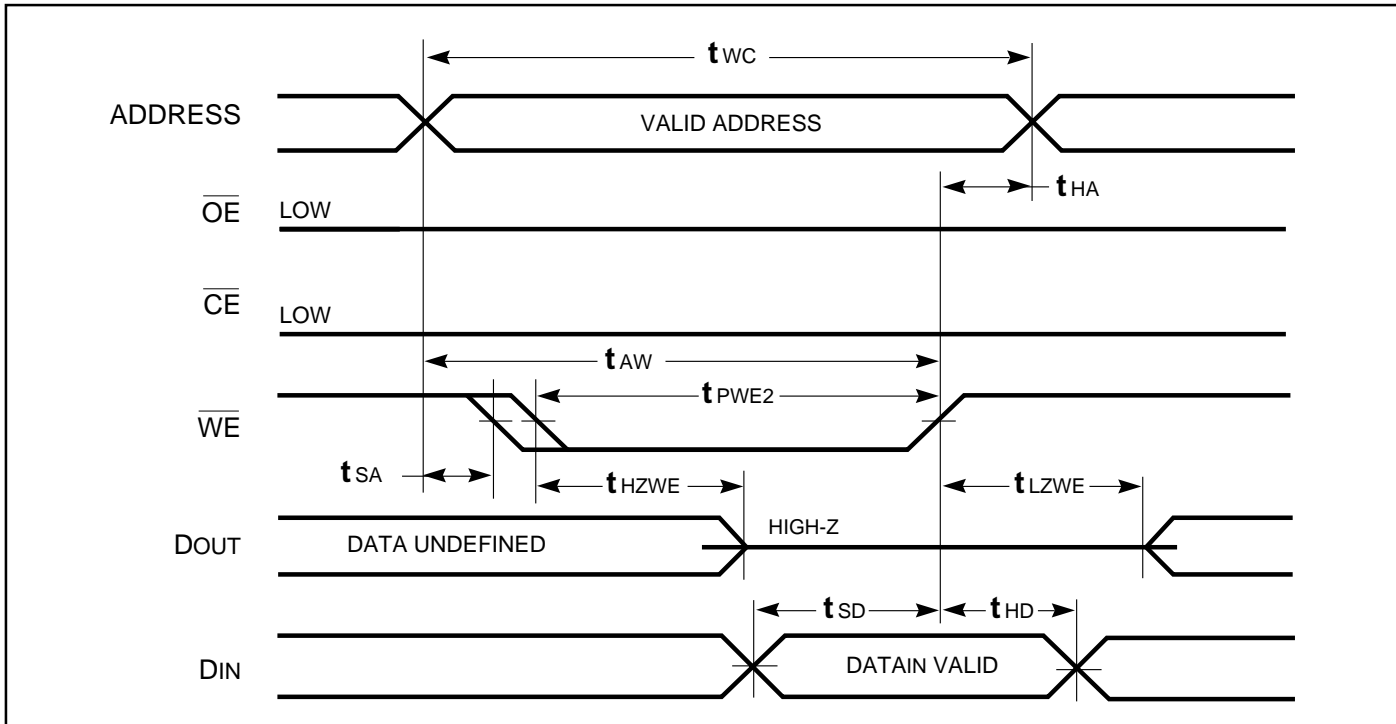 tWC
ADDRESS
VALID ADDRESS
tHA
OE
LOW
CE
LOW
tAW
tPWE2
WE
tSA
tHZWE
tLZWE
DOUT
DATA UNDEFINED
HIGH-Z
tSD
tHD
DIN
DATAIN VALID